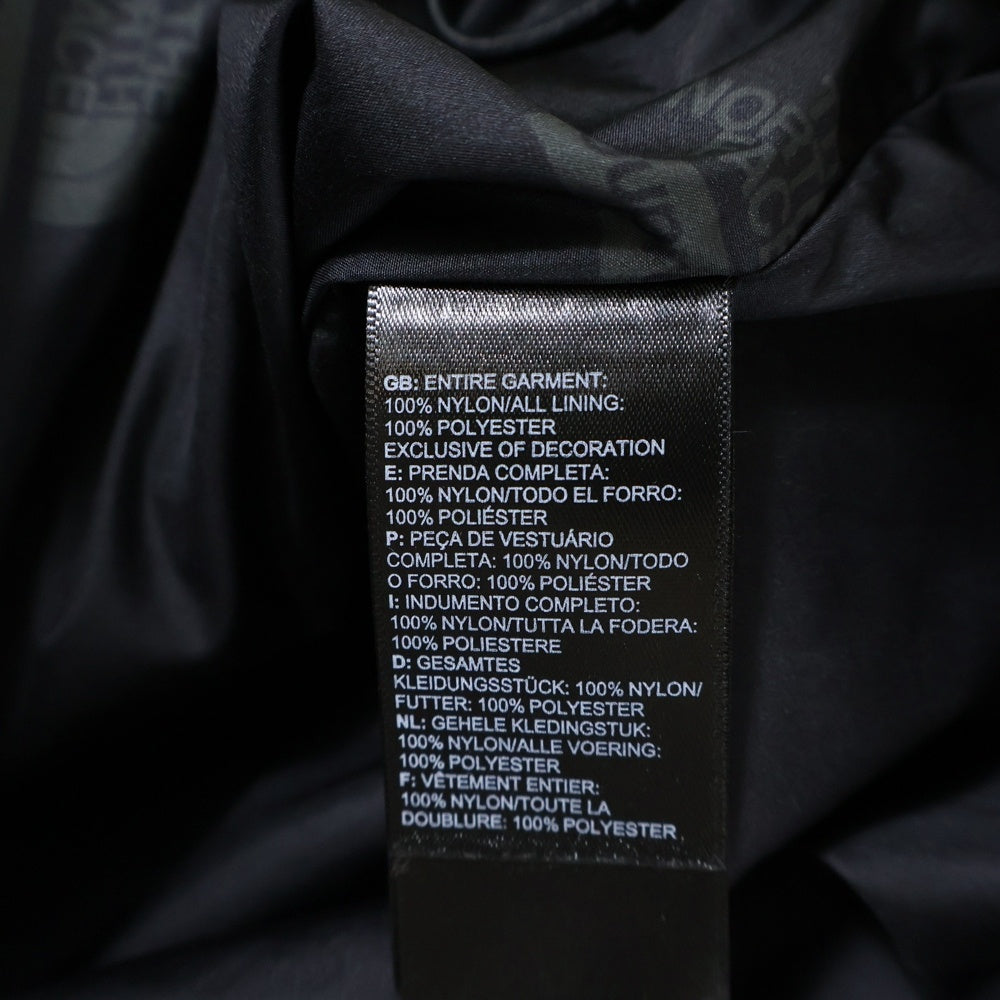 THE
NORTH
FACE
GB: ENTIRE GARMENT:
100% NYLON/ALL LINING:
100% POLYESTER
EXCLUSIVE OF DECORATION
E: PRENDA COMPLETA:
100% NYLON/TODO EL FORRO:
100% POLIÉSTER
P: PEÇA DE VESTUÁRIO
COMPLETA: 100% NYLON/TODO
O FORRO: 100% POLIÉSTER
I: INDUMENTO COMPLETO:
100% NYLON/TUTTA LA FODERA:
100% POLIESTERE
D: GESAMTES
KLEIDUNGSSTÜCK: 100% NYLON/
FUTTER: 100% POLYESTER
NL: GEHELE KLEDINGSTUK:
100% NYLON/ALLE VOERING:
100% POLYESTER
F: VÊTEMENT ENTIER:
100% NYLON/TOUTE LA
DOUBLURE: 100% POLYESTER